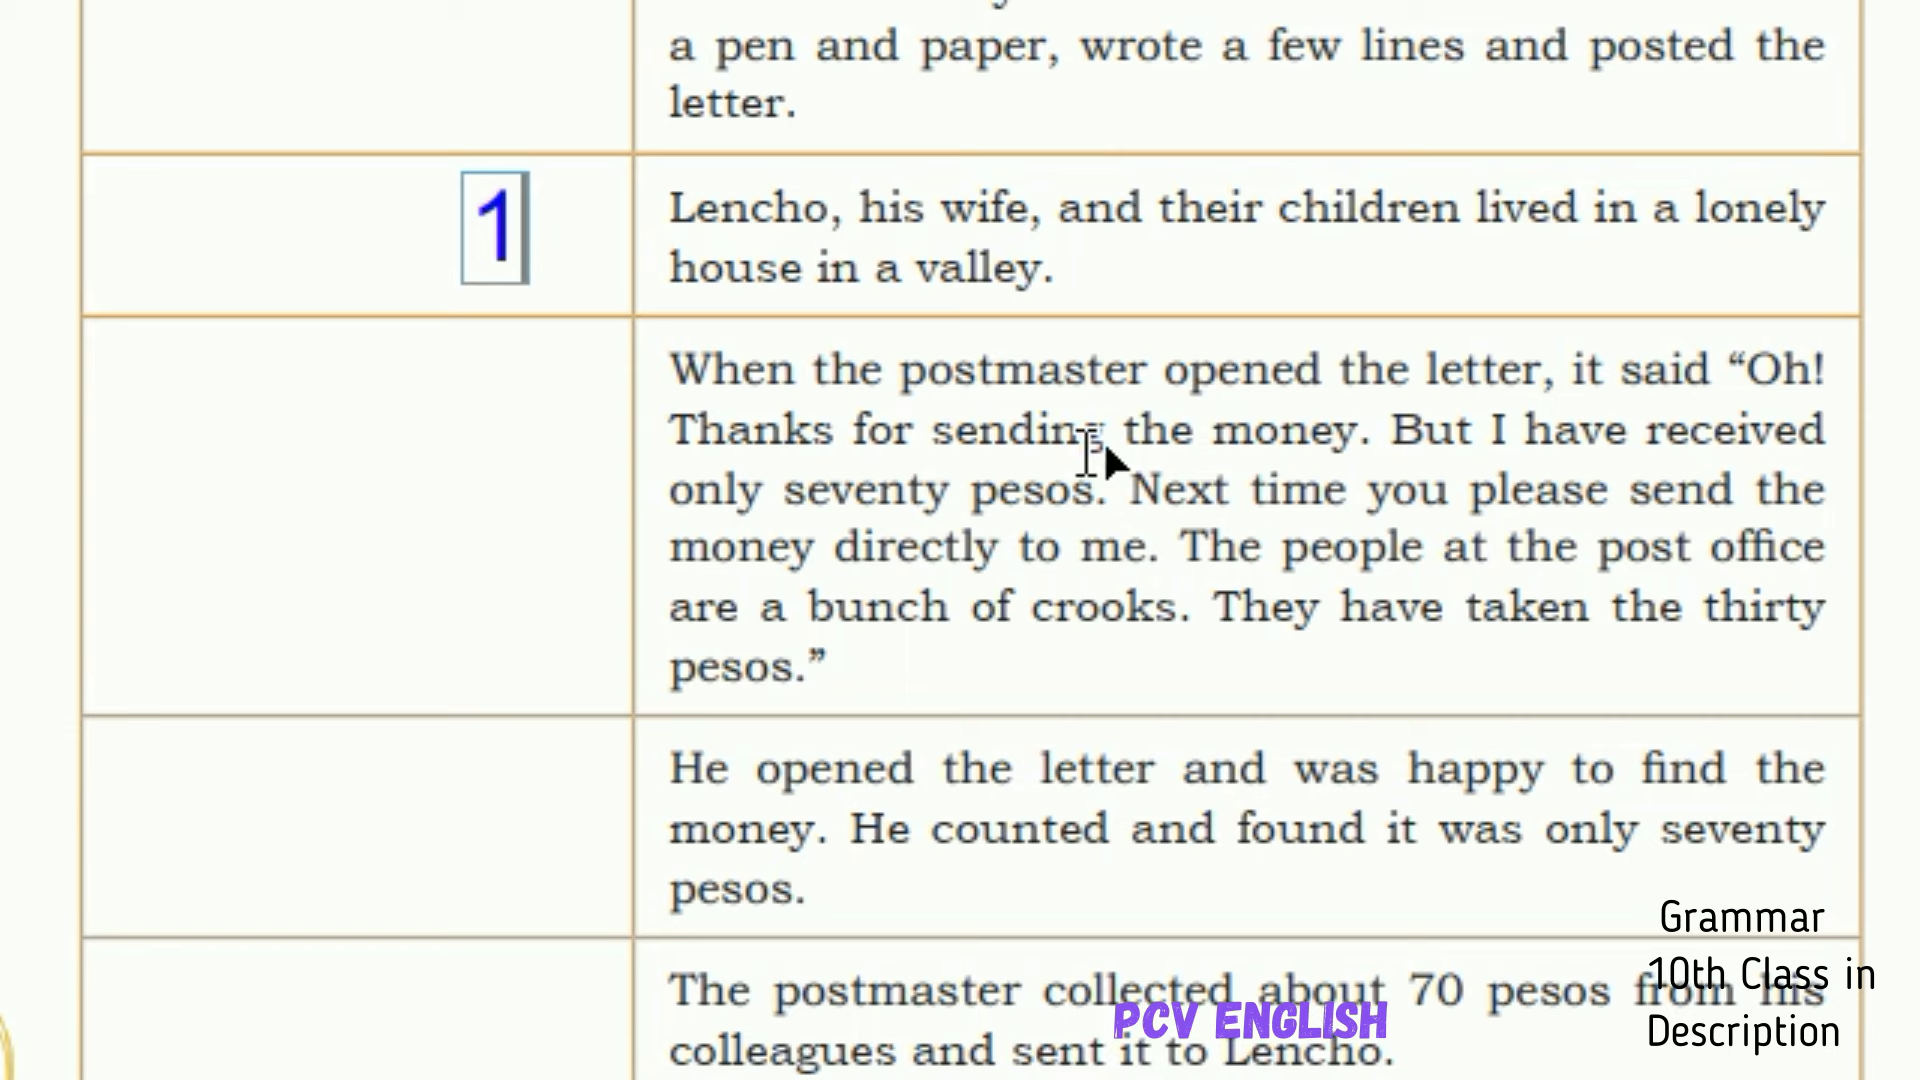 a pen and paper, wrote a few lines and posted the
letter.
1
Lencho, his wife, and their children lived in a lonely
house in a valley.
When the postmaster opened the letter, it said “Oh!
Thanks for sending the money. But I have received
only seventy pesos. Next time you please send the
money directly to me. The people at the post office
are a bunch of crooks. They have taken the thirty
pesos.”
He opened the letter and was happy to find the
money. He counted and found it was only seventy
pesos.
The postmaster collected about 70 pesos from his
colleagues and sent it to Lencho.
PCV ENGLISH
Grammar
10th Class in
Description